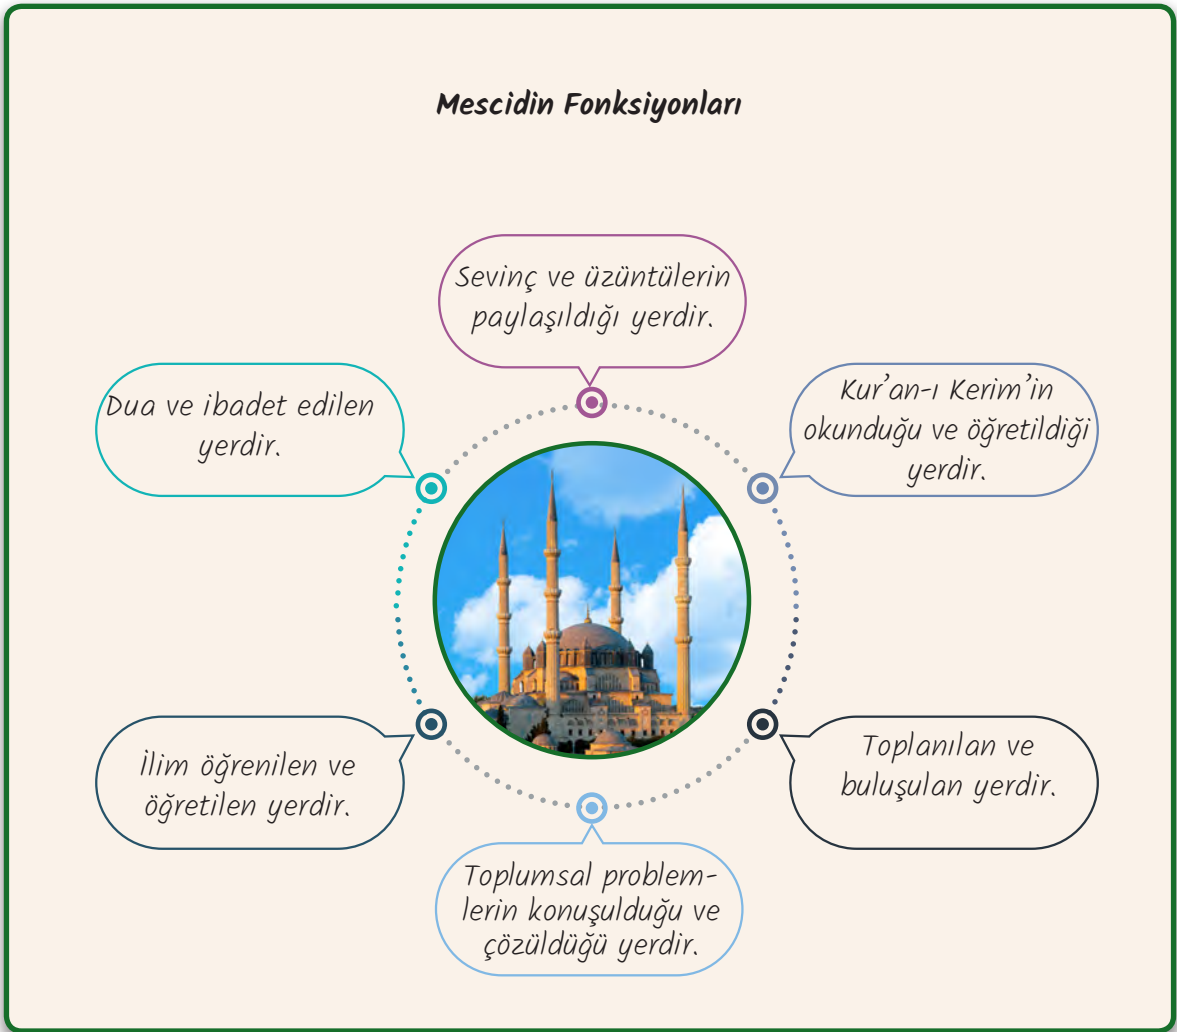 Mescidin Fonksiyonları
Sevinç ve üzüntülerin
paylaşıldığı yerdir.
Dua ve ibadet edilen
yerdir.
Kur’an-ı Kerim’in
okunduğu ve öğretildiği
yerdir.
İlim öğrenilen ve
öğretilen yerdir.
Toplanılan ve
buluşulan yerdir.
Toplumsal problem-
lerin konuşulduğu ve
çözüldüğü yerdir.